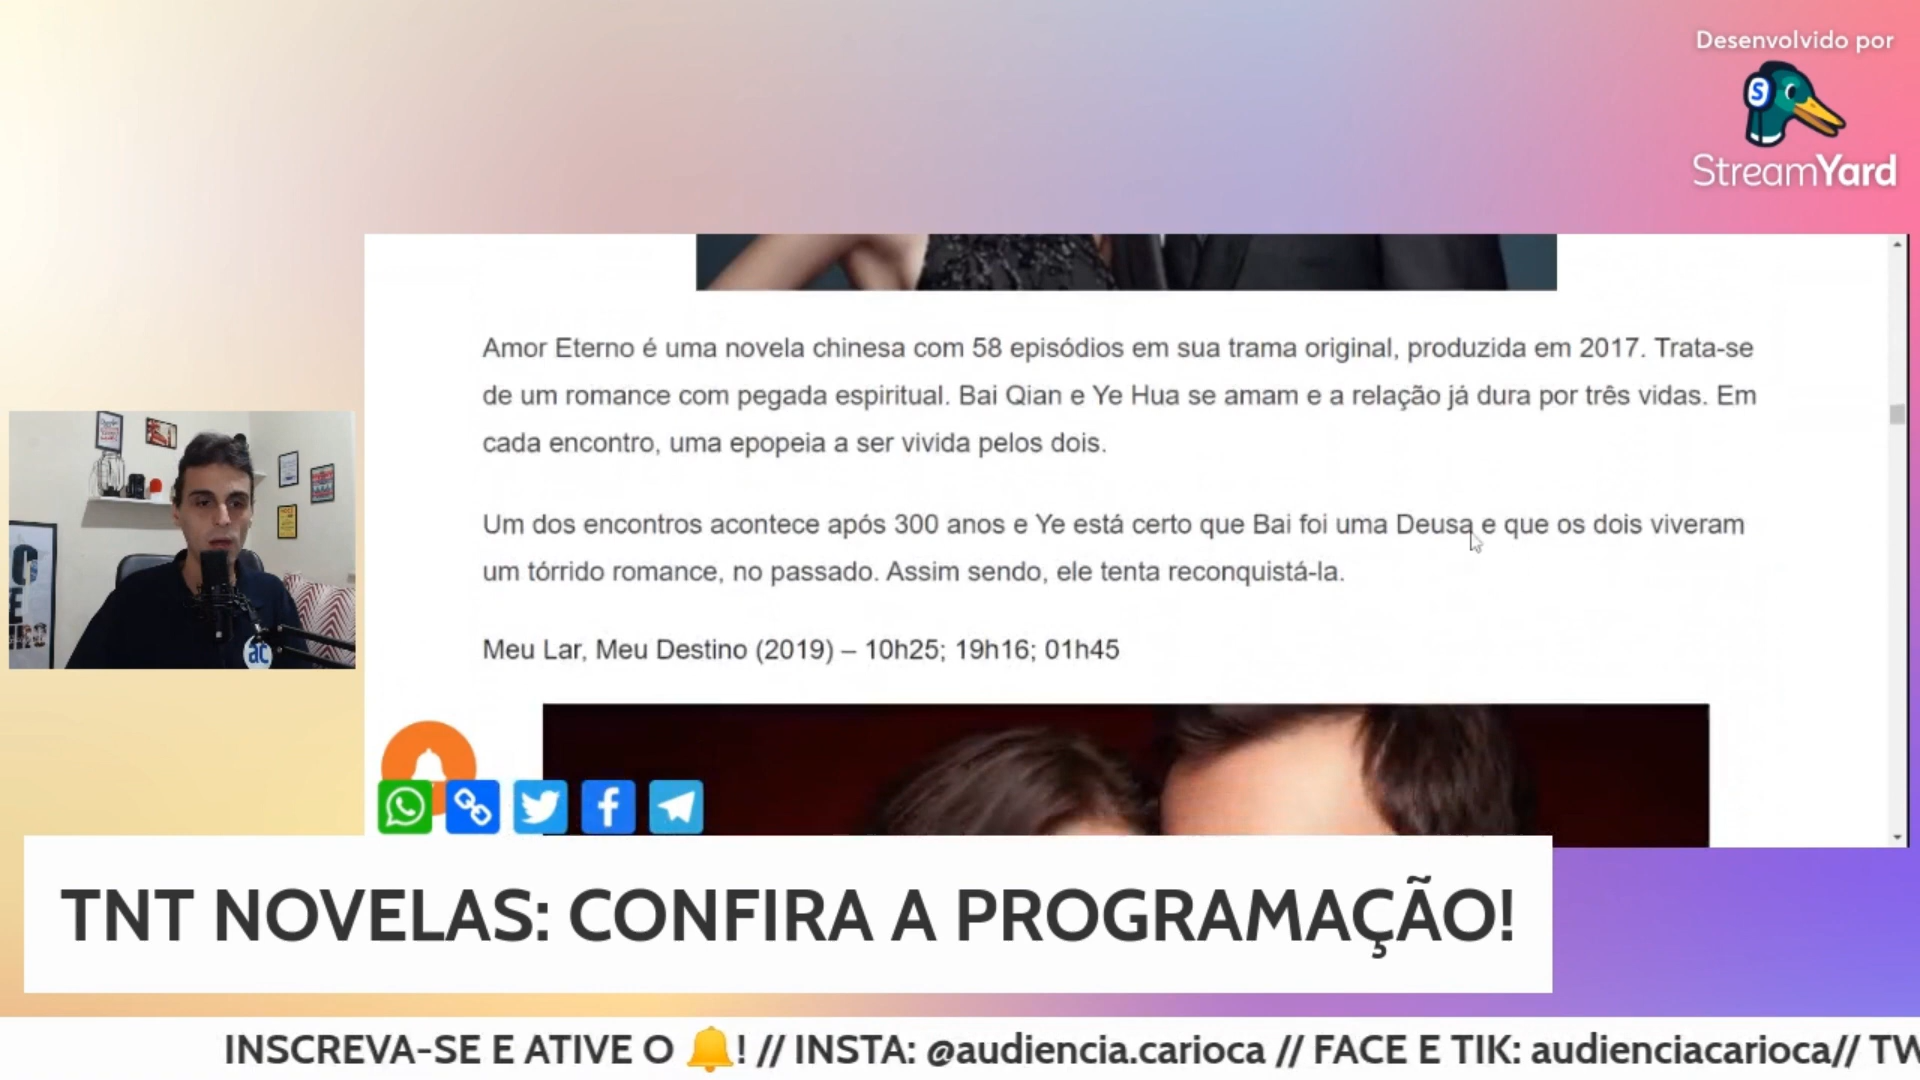 Desenvolvido por
StreamYard
Amor Eterno é uma novela chinesa com 58 episódios em sua trama original, produzida em 2017. Trata-se
de um romance com pegada espiritual. Bai Qian e Ye Hua se amam e a relação já dura por três vidas. Em
cada encontro, uma epopeia a ser vivida pelos dois.
Um dos encontros acontece após 300 anos e Ye está certo que Bai foi uma Deusa e que os dois viveram
um tórrido romance, no passado. Assim sendo, ele tenta reconquistá-la.
Meu Lar, Meu Destino (2019) – 10h25; 19h16; 01h45
ac
TNT NOVELAS: CONFIRA A PROGRAMAÇÃO!
INSCREVA-SE E ATIVE O 🔔! // INSTA: @audiencia.carioca // FACE E TIK: audienciacarioca// TW